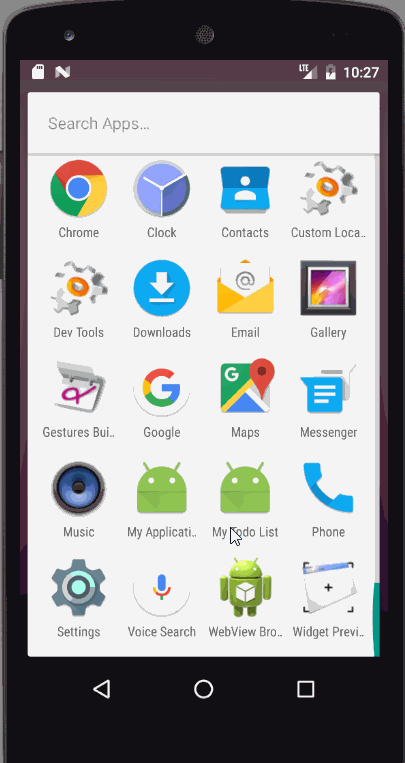 LTE
10:27
Search Apps...
Chrome
Clock
Contacts
Custom Loca..
Dev Tools
Downloads
Email
Gallery
Gestures Bui..
Google
Maps
Messenger
Music
My Applicati..
My Todo List
Phone
Settings
Voice Search
WebView Bro..
Widget Previ..